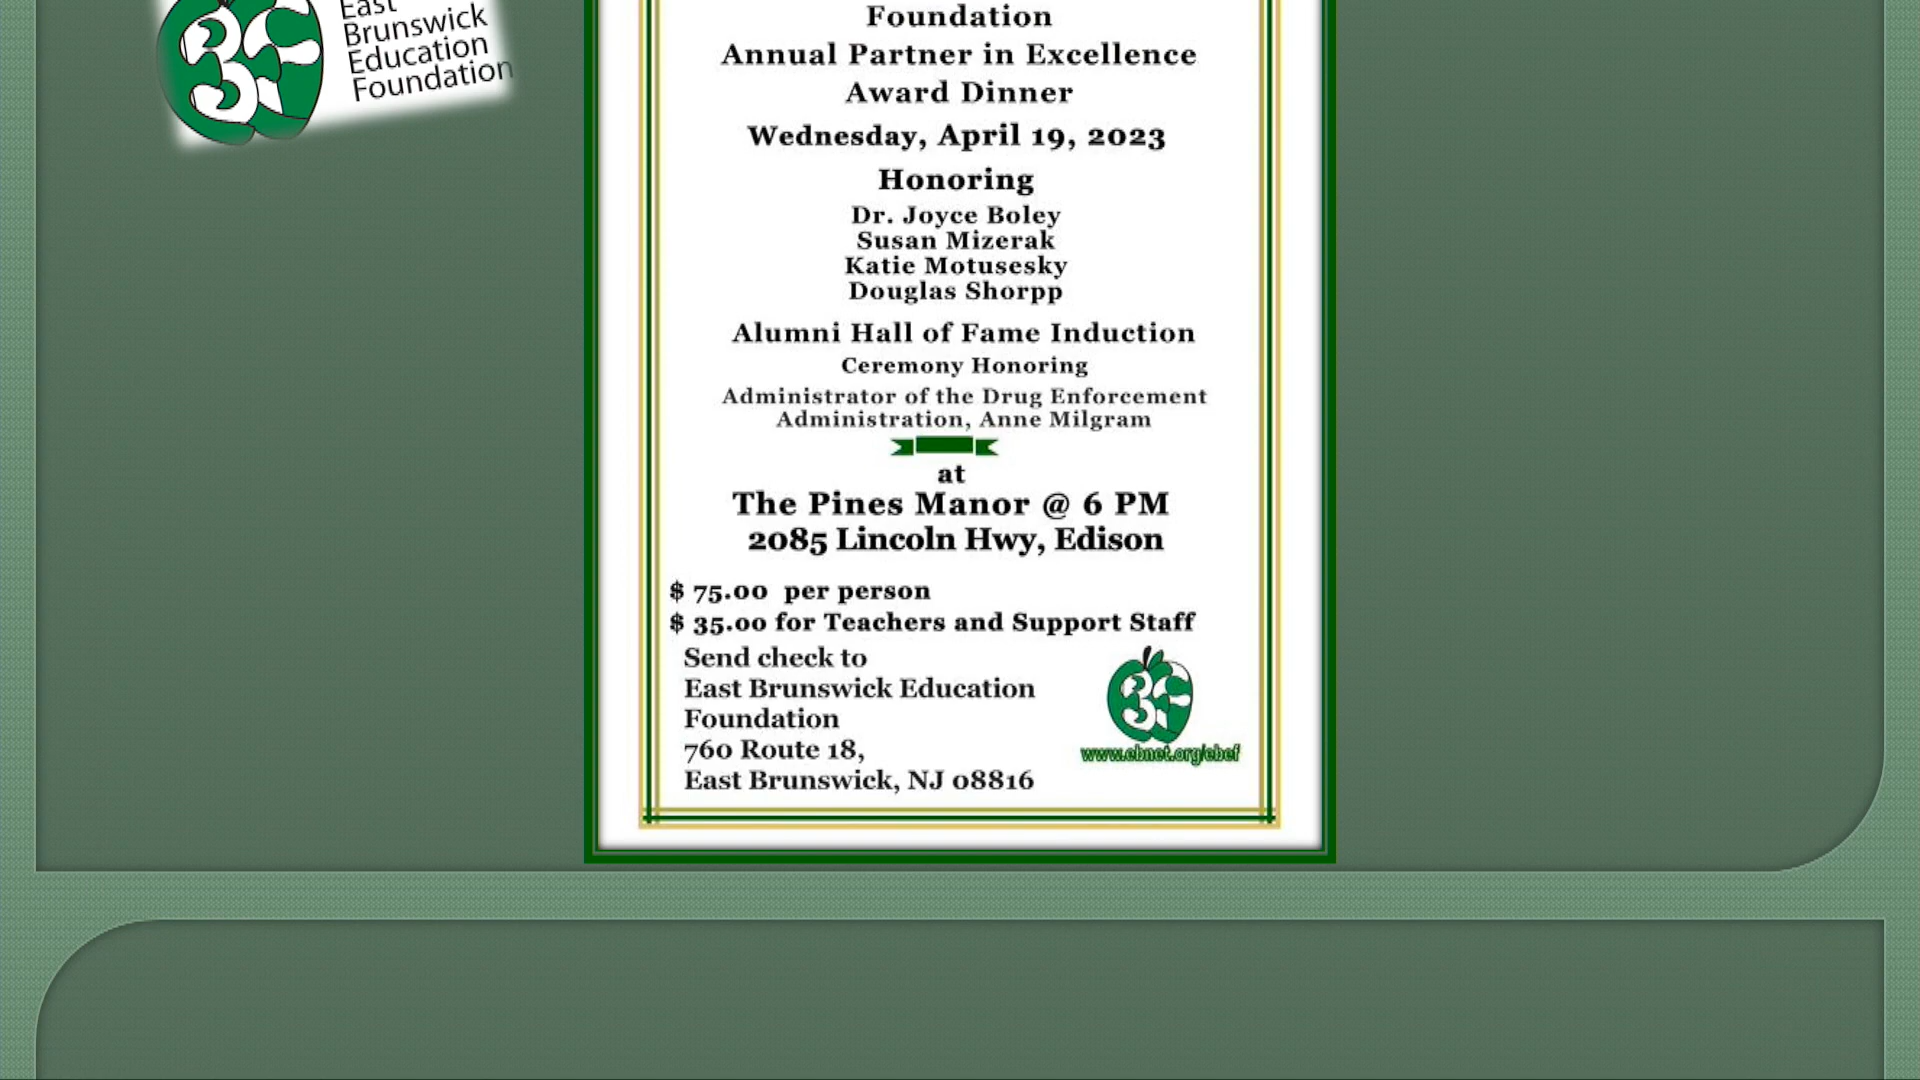 East
Brunswick
Education
Foundation
Foundation
Annual Partner in Excellence
Award Dinner
Wednesday, April 19, 2023
Honoring
Dr. Joyce Boley
Susan Mizerak
Katie Motusesky
Douglas Shorpp
Alumni Hall of Fame Induction
Ceremony Honoring
Administrator of the Drug Enforcement
Administration, Anne Milgram
at
The Pines Manor @ 6 PM
2085 Lincoln Hwy, Edison
$ 75.00 per person
$ 35.00 for Teachers and Support Staff
Send check to
East Brunswick Education
Foundation
760 Route 18,
East Brunswick, NJ 08816
www.ebnet.org/ebef